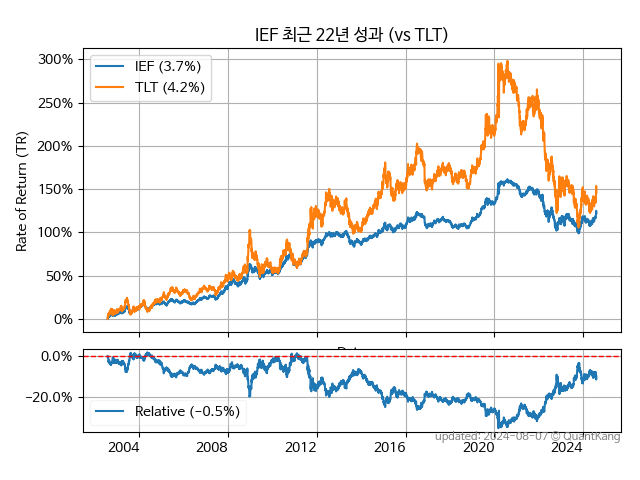 IEF 최근 22년 성과 (vs TLT)
300%
250%
200%
150%
100%
50%
0%
Rate of Return (TR)
IEF (3.7%)
TLT (4.2%)
0.0%
−20.0%
Relative (−0.5%)
2004
2008
2012
2016
2020
2024
updated: 2024-08-07 © QuantKang